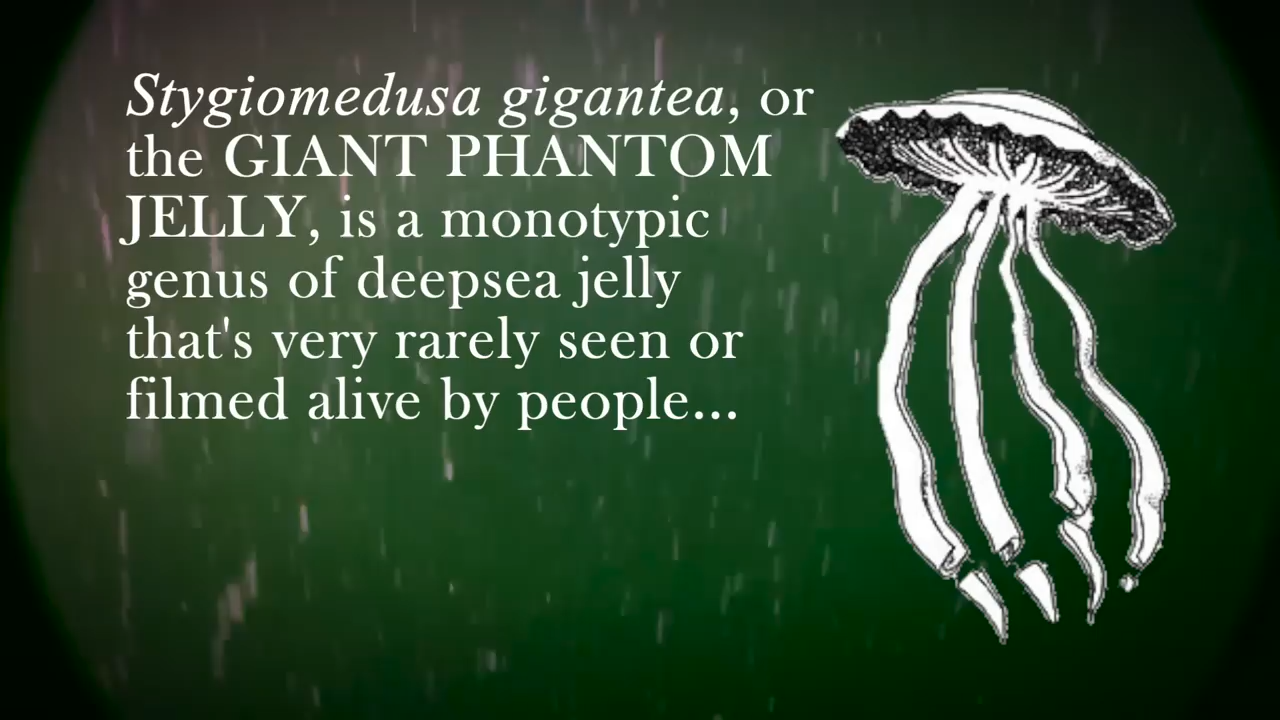 Stygiomedusa gigantea, or
the GIANT PHANTOM
JELLY, is a monotypic
genus of deepsea jelly
that's very rarely seen or
filmed alive by people...